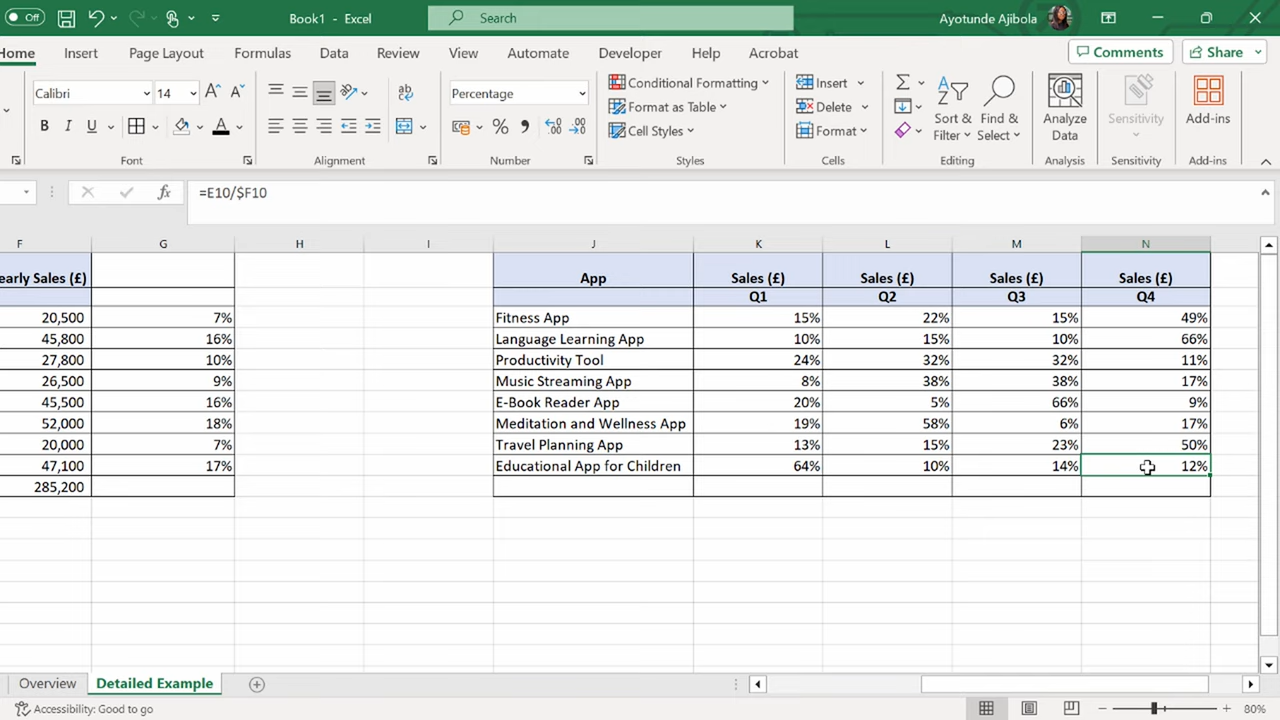 Off
Book1 - Excel
Search
Ayotunde Ajibola
Home Insert Page Layout Formulas Data Review View Automate Developer Help Acrobat
Comments
Share
Calibri 14
B I U
Font
Alignment
Percentage
Number
Conditional Formatting
Format as Table
Cell Styles
Styles
Insert
Delete
Format
Cells
Sort & Filter
Find & Select
Editing
Analyze Data
Analysis
Sensitivity
Sensitivity
Add-ins
Add-ins
fx =E10/$F10
F G H I J K L M N
early Sales (£) App Sales (£) Sales (£) Sales (£) Sales (£)
Q1 Q2 Q3 Q4
20,500 7% Fitness App 15% 22% 15% 49%
45,800 16% Language Learning App 10% 15% 10% 66%
27,800 10% Productivity Tool 24% 32% 32% 11%
26,500 9% Music Streaming App 8% 38% 38% 17%
45,500 16% E-Book Reader App 20% 5% 66% 9%
52,000 18% Meditation and Wellness App 19% 58% 6% 17%
20,000 7% Travel Planning App 13% 15% 23% 50%
47,100 17% Educational App for Children 64% 10% 14% 12%
285,200
Overview Detailed Example
Accessibility: Good to go
80%